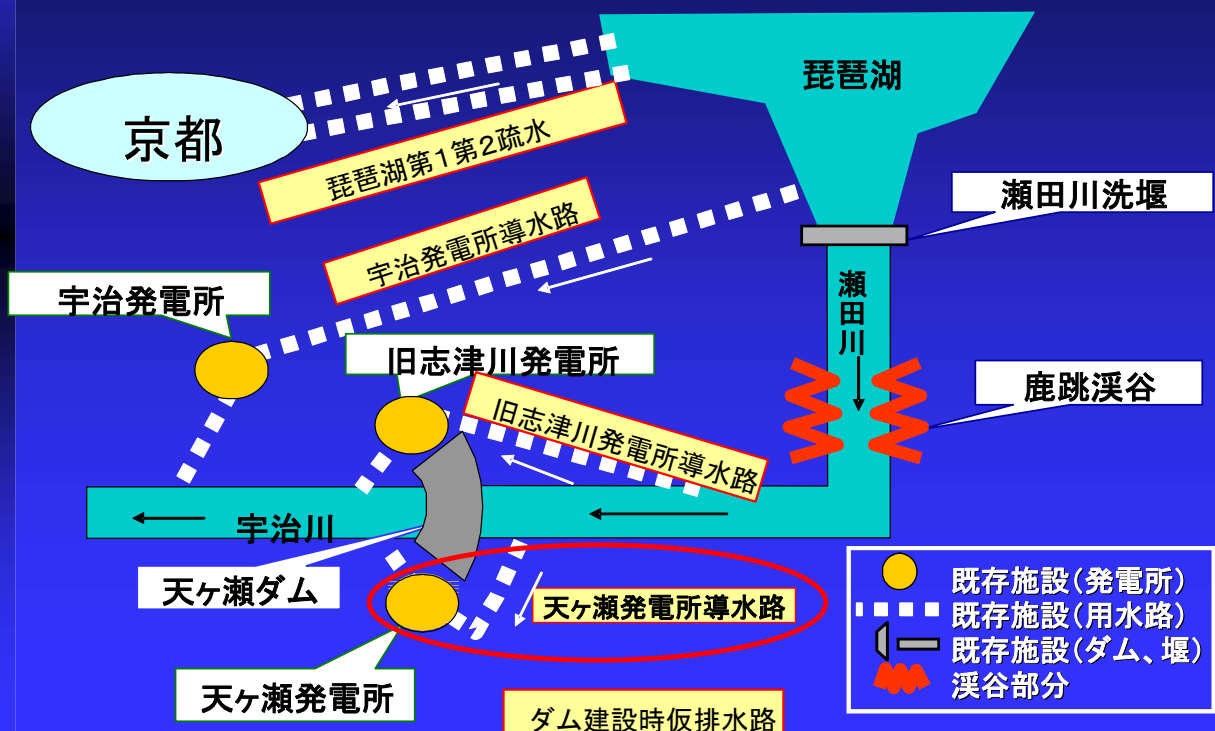 琵琶湖
京都
琵琶湖第1第2疏水
瀬田川洗堰
宇治発電所導水路
宇治発電所
瀬田川
旧志津川発電所
鹿跳渓谷
旧志津川発電所導水路
宇治川
天ヶ瀬ダム
天ヶ瀬発電所導水路
天ヶ瀬発電所
ダム建設時仮排水路
既存施設(発電所)
既存施設(用水路)
既存施設(ダム、堰)
渓谷部分